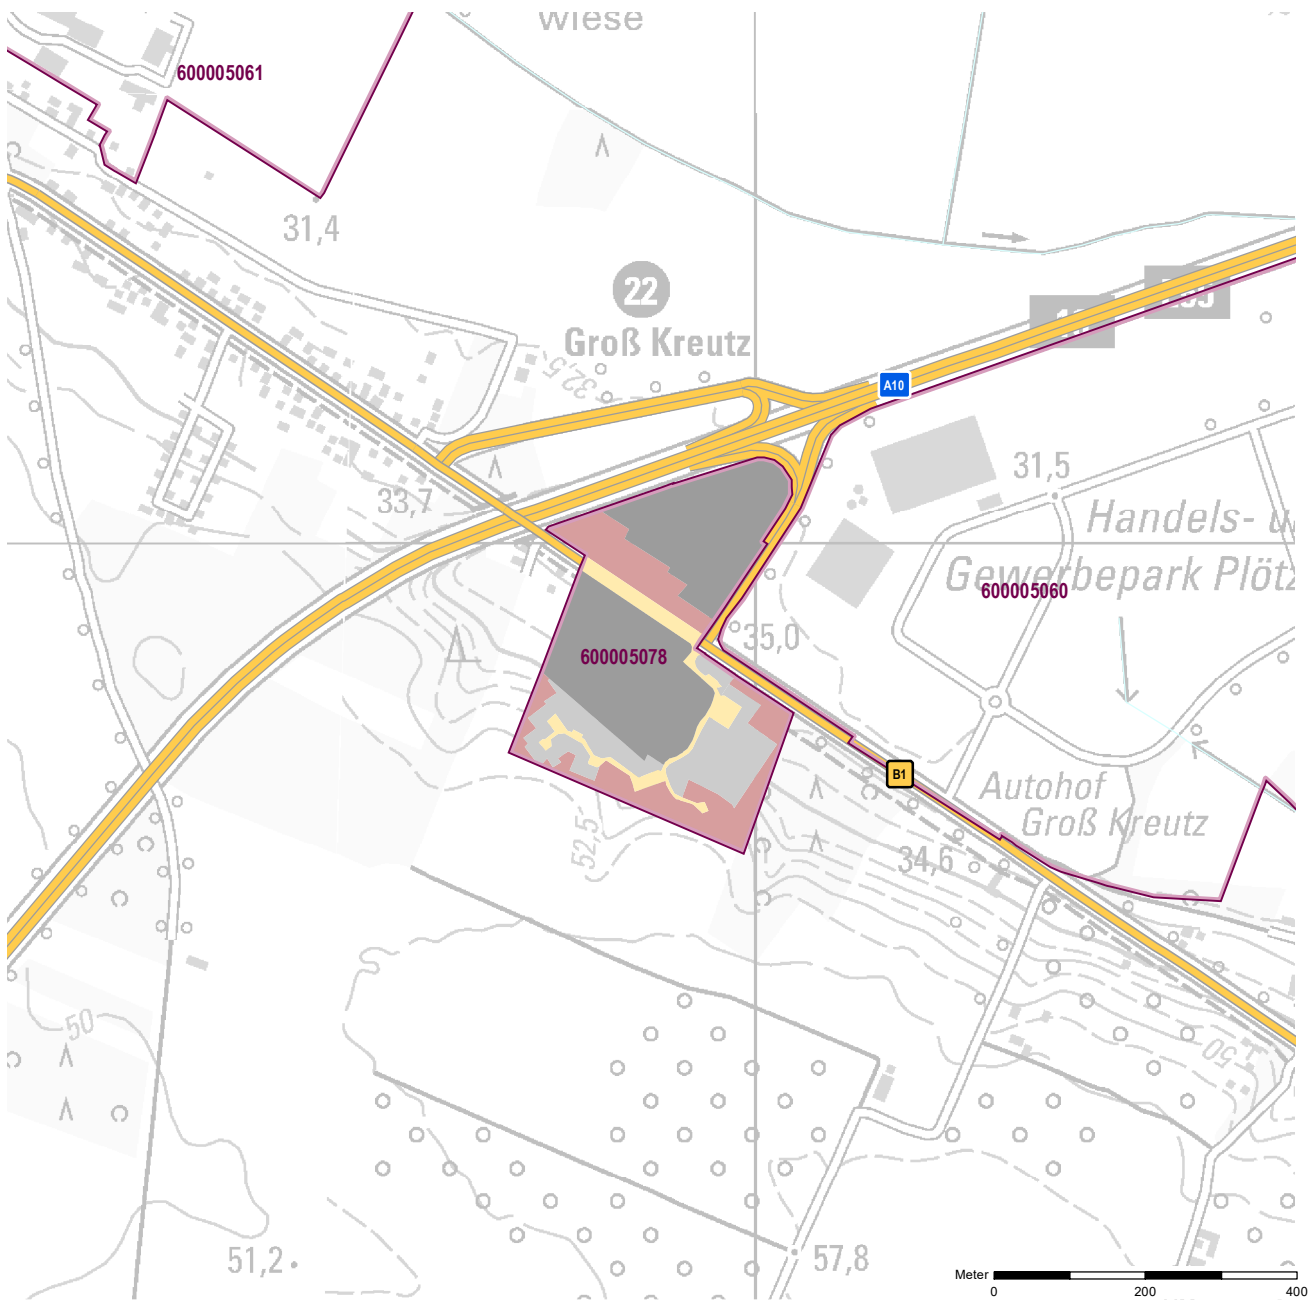 wiese
600005061
31,4
22
Groß Kreutz
32,5
A10
31,5
33,7
Handels- u
Gewerbepark Plötz
600005060
35,0
600005078
B1
Autohof
Groß Kreutz
52,5
34,6
50
50
51,2
57,8
Meter
0 200 400